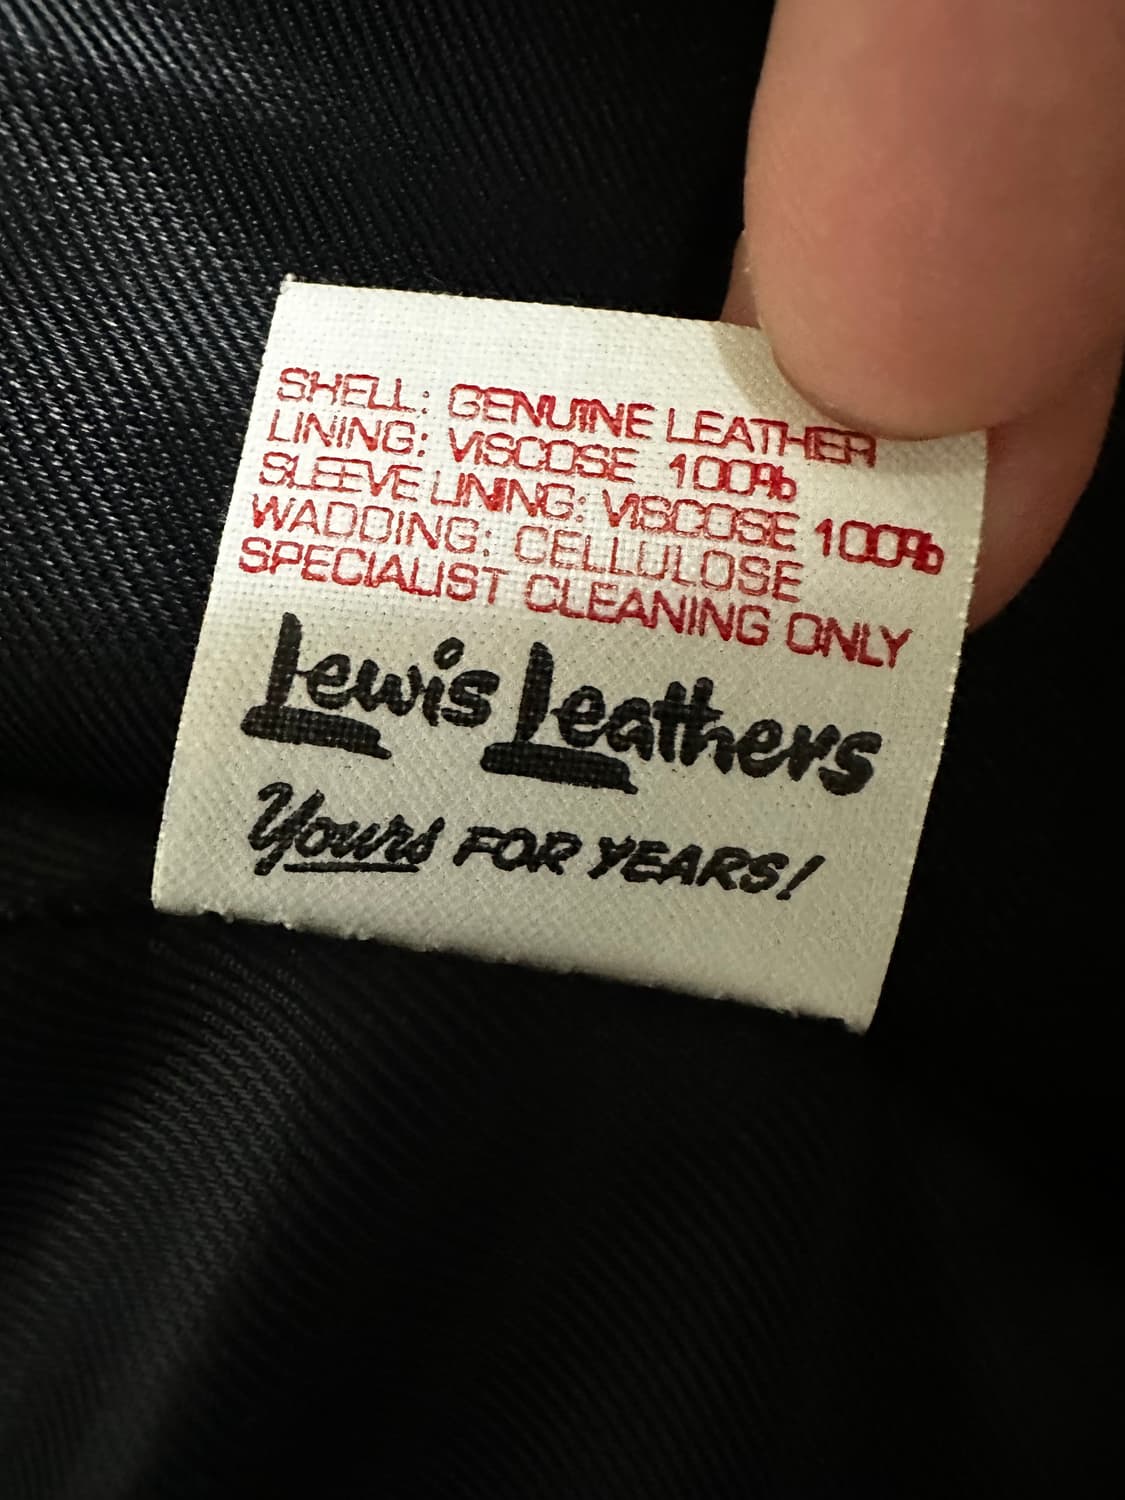 SHELL: GENUINE LEATHER
LINING: VISCOSE 100%
SLEEVE LINING: VISCOSE 100%
WADDING: CELLULOSE
SPECIALIST CLEANING ONLY
Lewis Leathers
Yours FOR YEARS!